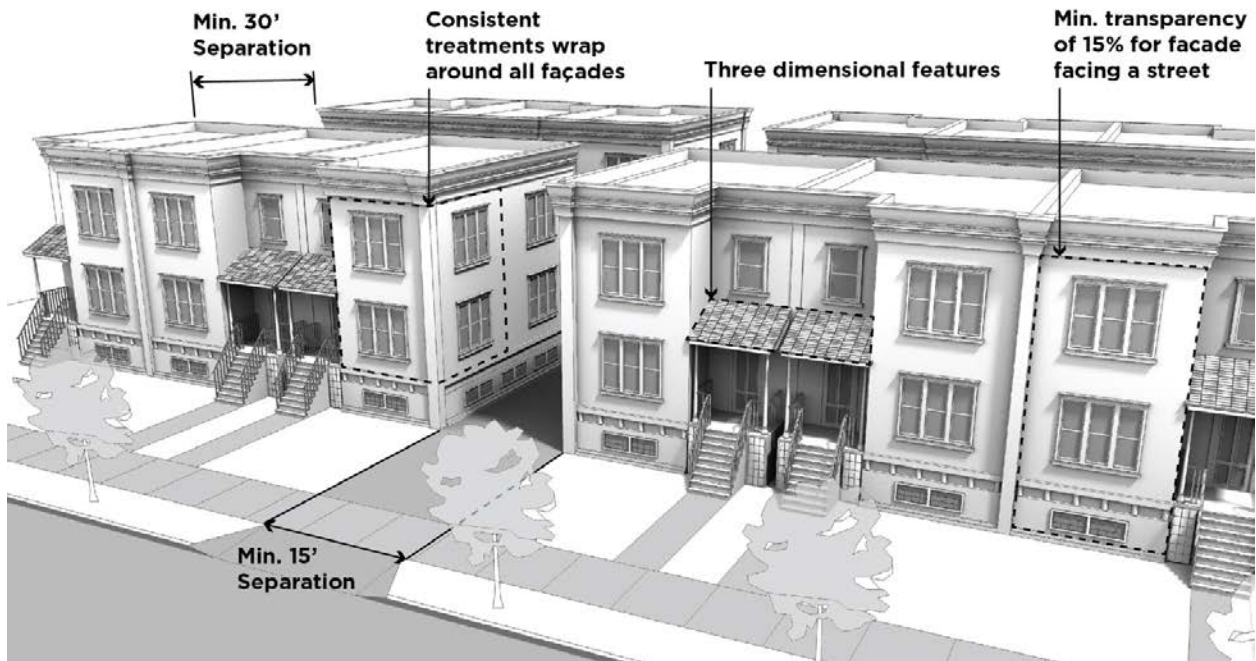 Min. 30’
Separation
Consistent
treatments wrap
around all façades
Three dimensional features
Min. transparency
of 15% for facade
facing a street
Min. 15’
Separation